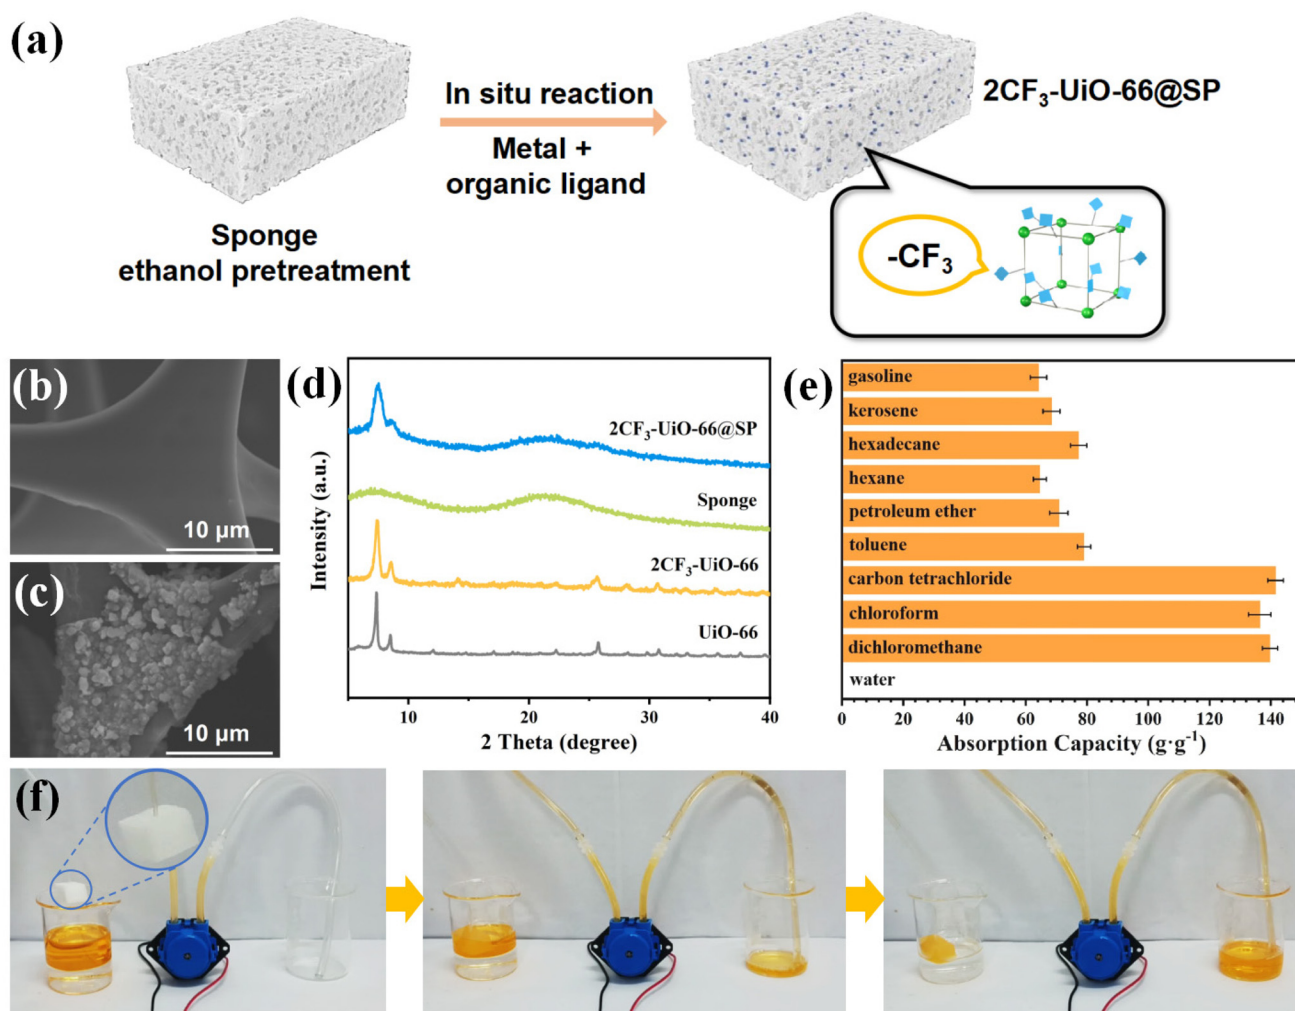 (a)
In situ reaction
Metal +
organic ligand
2CF₃-UiO-66@SP
Sponge
ethanol pretreatment
-CF₃
(b)
10 μm
(c)
10 μm
(d)
2CF₃-UiO-66@SP
Sponge
2CF₃-UiO-66
UiO-66
Intensity (a.u.)
10 20 30 40
2 Theta (degree)
(e)
gasoline
kerosene
hexadecane
hexane
petroleum ether
toluene
carbon tetrachloride
chloroform
dichloromethane
water
0 20 40 60 80 100 120 140
Absorption Capacity (g·g⁻¹)
(f)